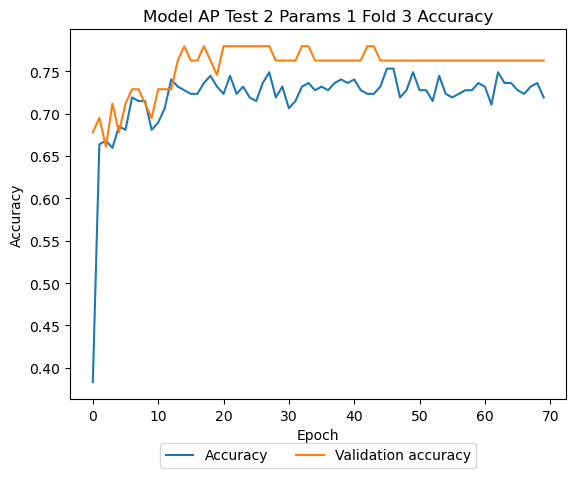 Model AP Test 2 Params 1 Fold 3 Accuracy
Accuracy
0.75
0.70
0.65
0.60
0.55
0.50
0.45
0.40
0 10 20 30 40 50 60 70
Epoch
Accuracy Validation accuracy